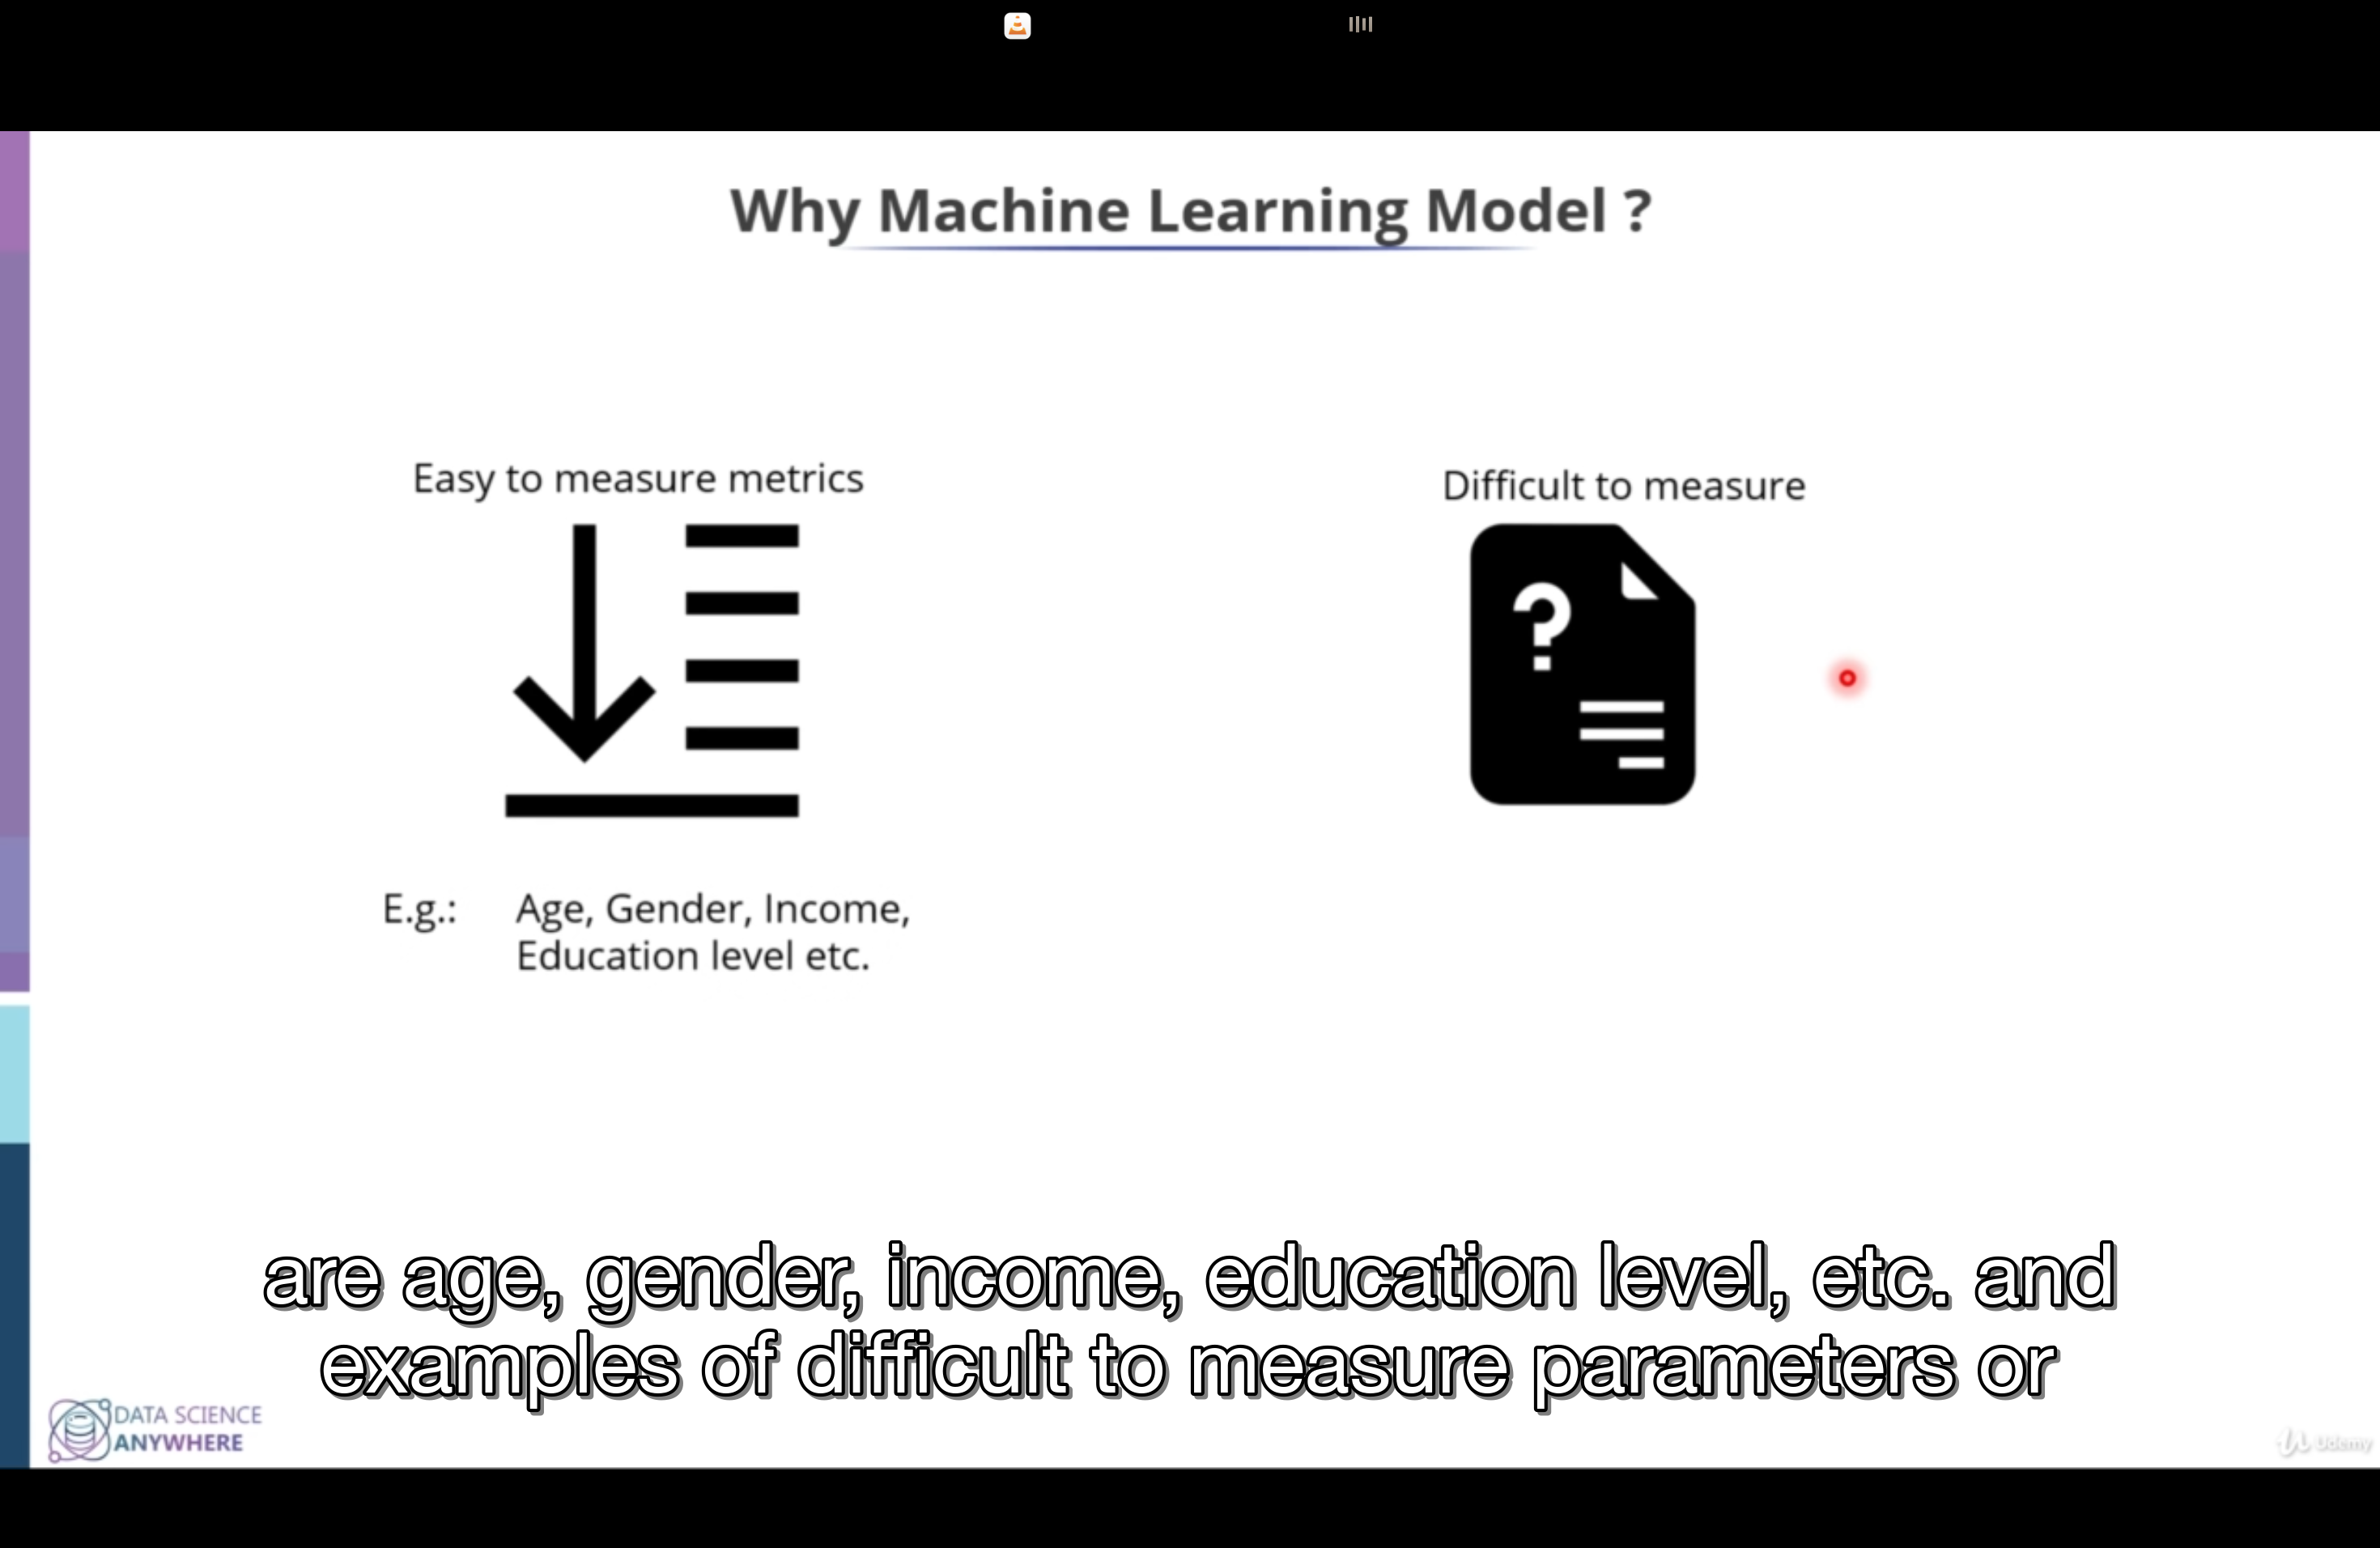 Why Machine Learning Model ?
Easy to measure metrics
Difficult to measure
?
E.g.: Age, Gender, Income,
Education level etc.
are age, gender, income, education level, etc. and
examples of difficult to measure parameters or
DATA SCIENCE
ANYWHERE
Udemy